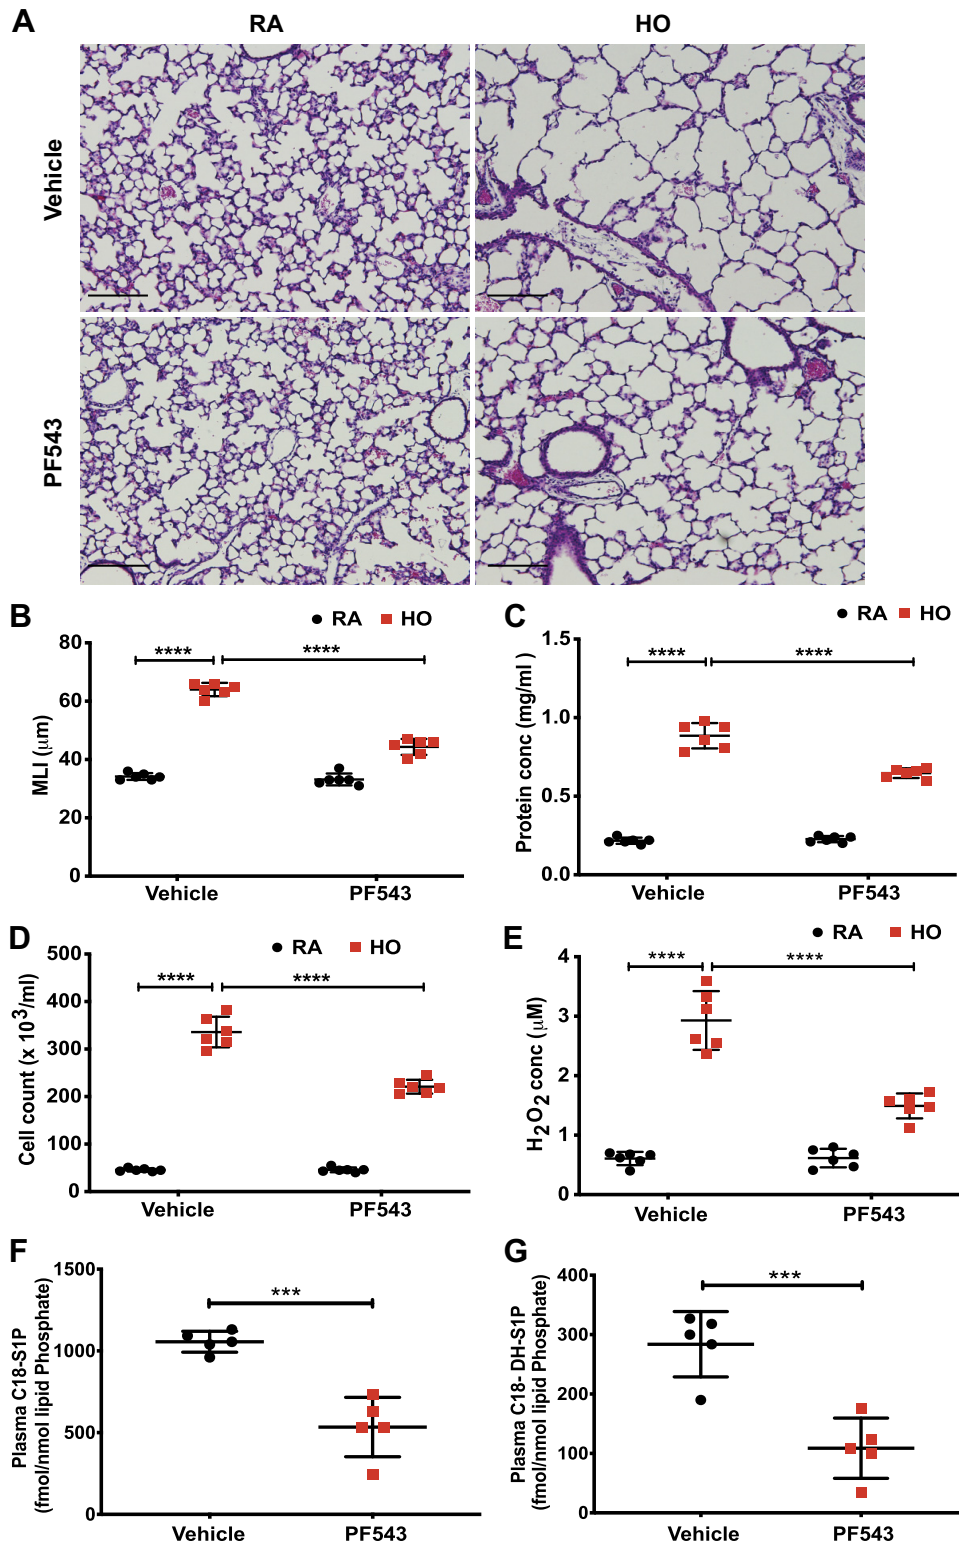 A
RA
HO
Vehicle
PF543
B
RA HO
MLI (μm)
80
60
40
20
0
****
****
Vehicle
PF543
C
RA HO
Protein conc (mg/ml )
1.5
1.0
0.5
0.0
****
****
Vehicle
PF543
D
RA HO
Cell count (x 10³/ml)
500
400
300
200
100
0
****
****
Vehicle
PF543
E
RA HO
H₂O₂ conc (μM)
4
3
2
1
0
****
****
Vehicle
PF543
F
Plasma C18-S1P
(fmol/nmol lipid Phosphate)
1500
1000
500
0
***
Vehicle
PF543
G
Plasma C18- DH-S1P
(fmol/nmol lipid Phosphate)
400
300
200
100
0
***
Vehicle
PF543